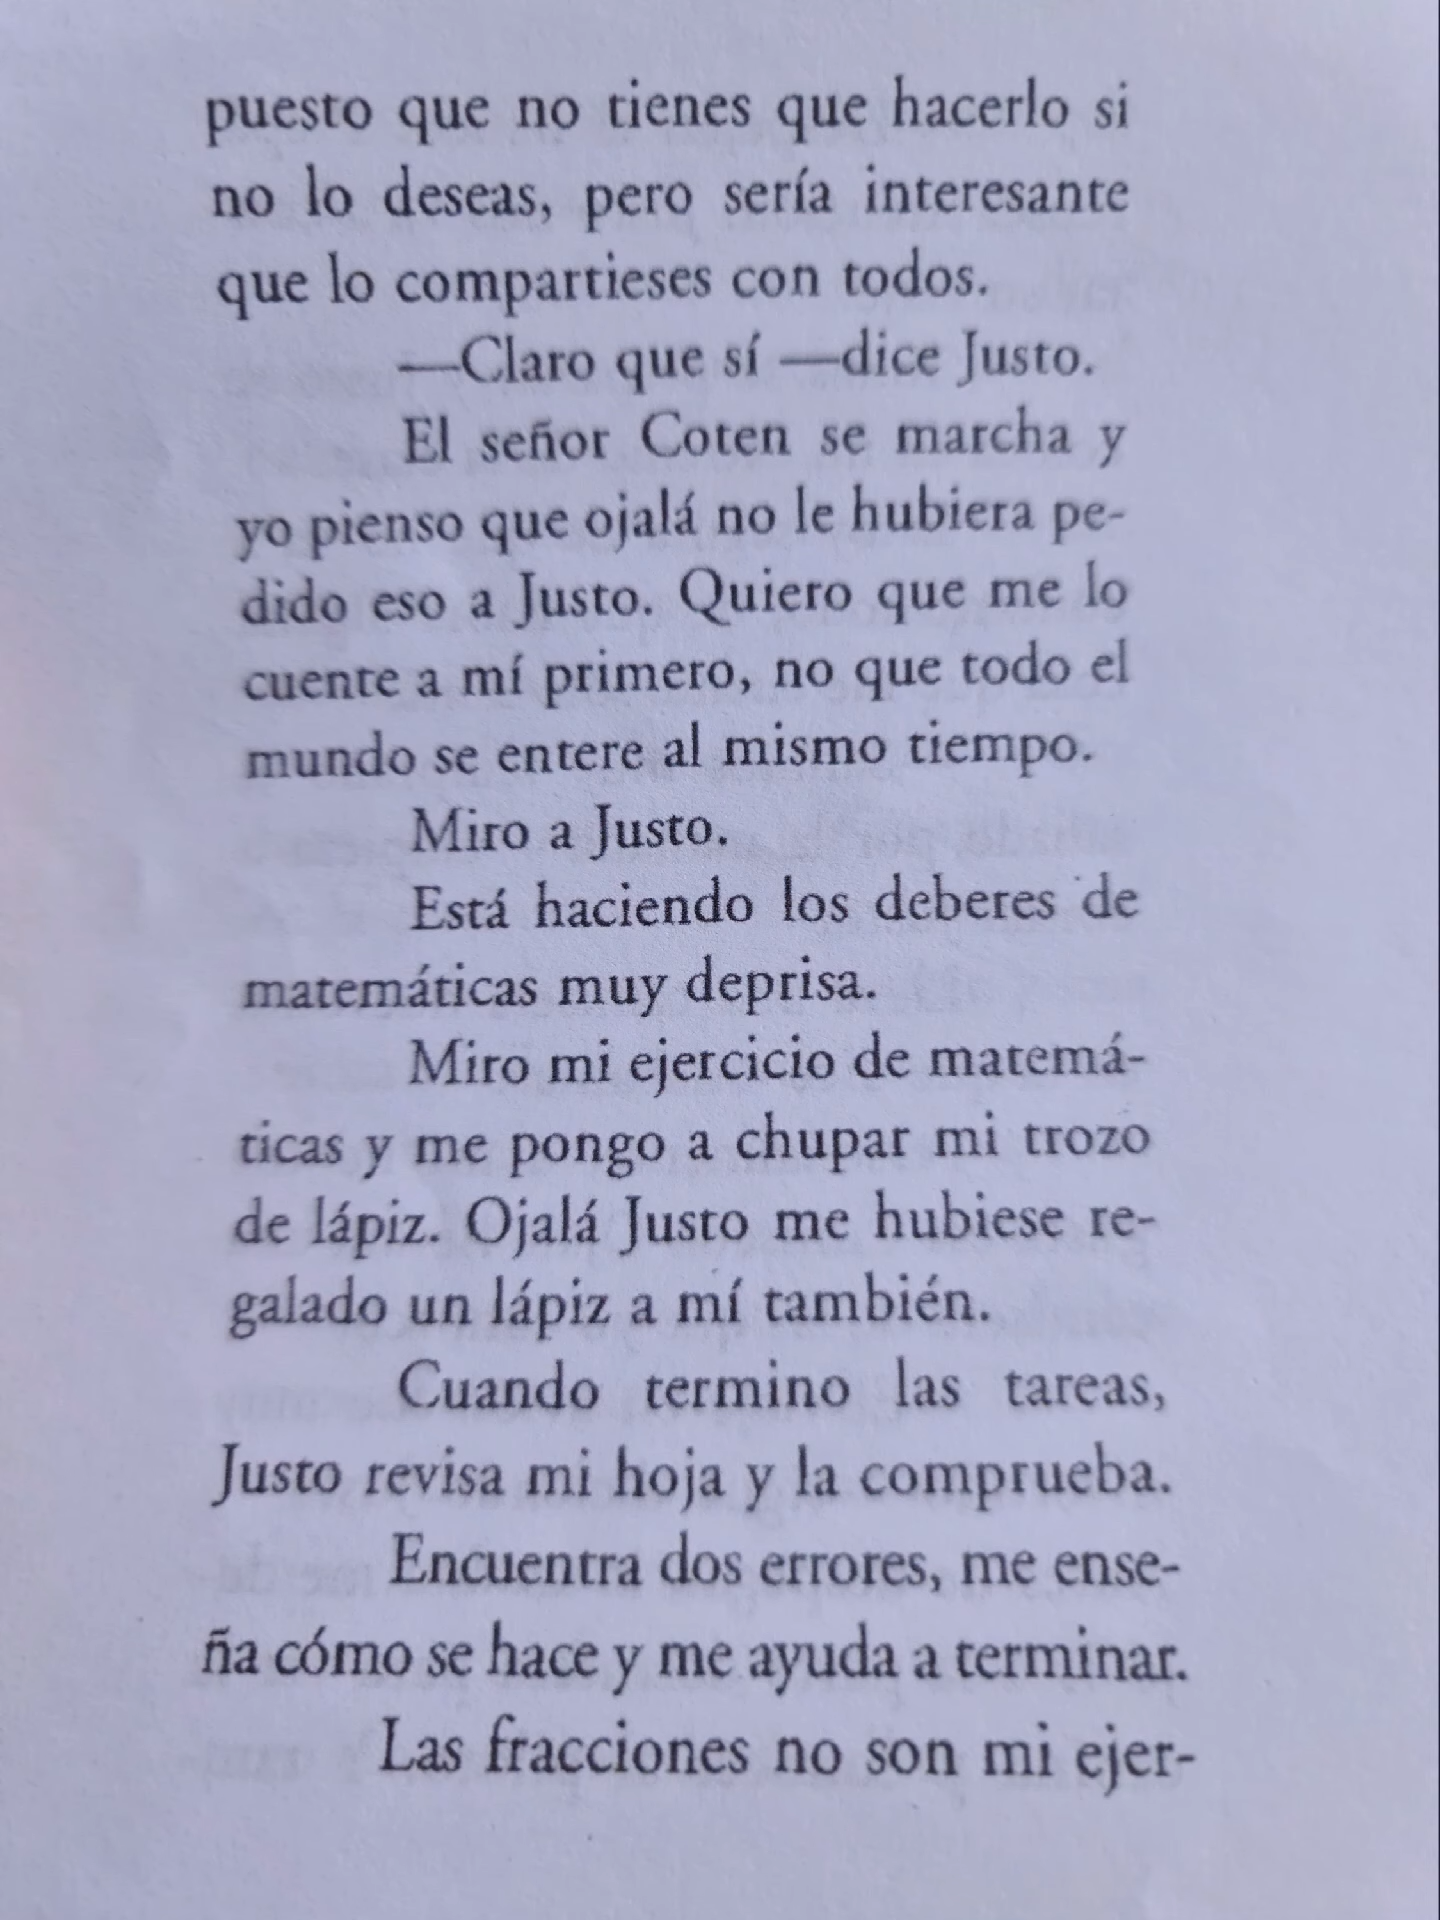 puesto que no tienes que hacerlo si
no lo deseas, pero sería interesante
que lo compartieses con todos.
—Claro que sí —dice Justo.
El señor Coten se marcha y
yo pienso que ojalá no le hubiera pe-
dido eso a Justo. Quiero que me lo
cuente a mí primero, no que todo el
mundo se entere al mismo tiempo.
Miro a Justo.
Está haciendo los deberes de
matemáticas muy deprisa.
Miro mi ejercicio de matemá-
ticas y me pongo a chupar mi trozo
de lápiz. Ojalá Justo me hubiese re-
galado un lápiz a mí también.
Cuando termino las tareas,
Justo revisa mi hoja y la comprueba.
Encuentra dos errores, me ense-
ña cómo se hace y me ayuda a terminar.
Las fracciones no son mi ejer-